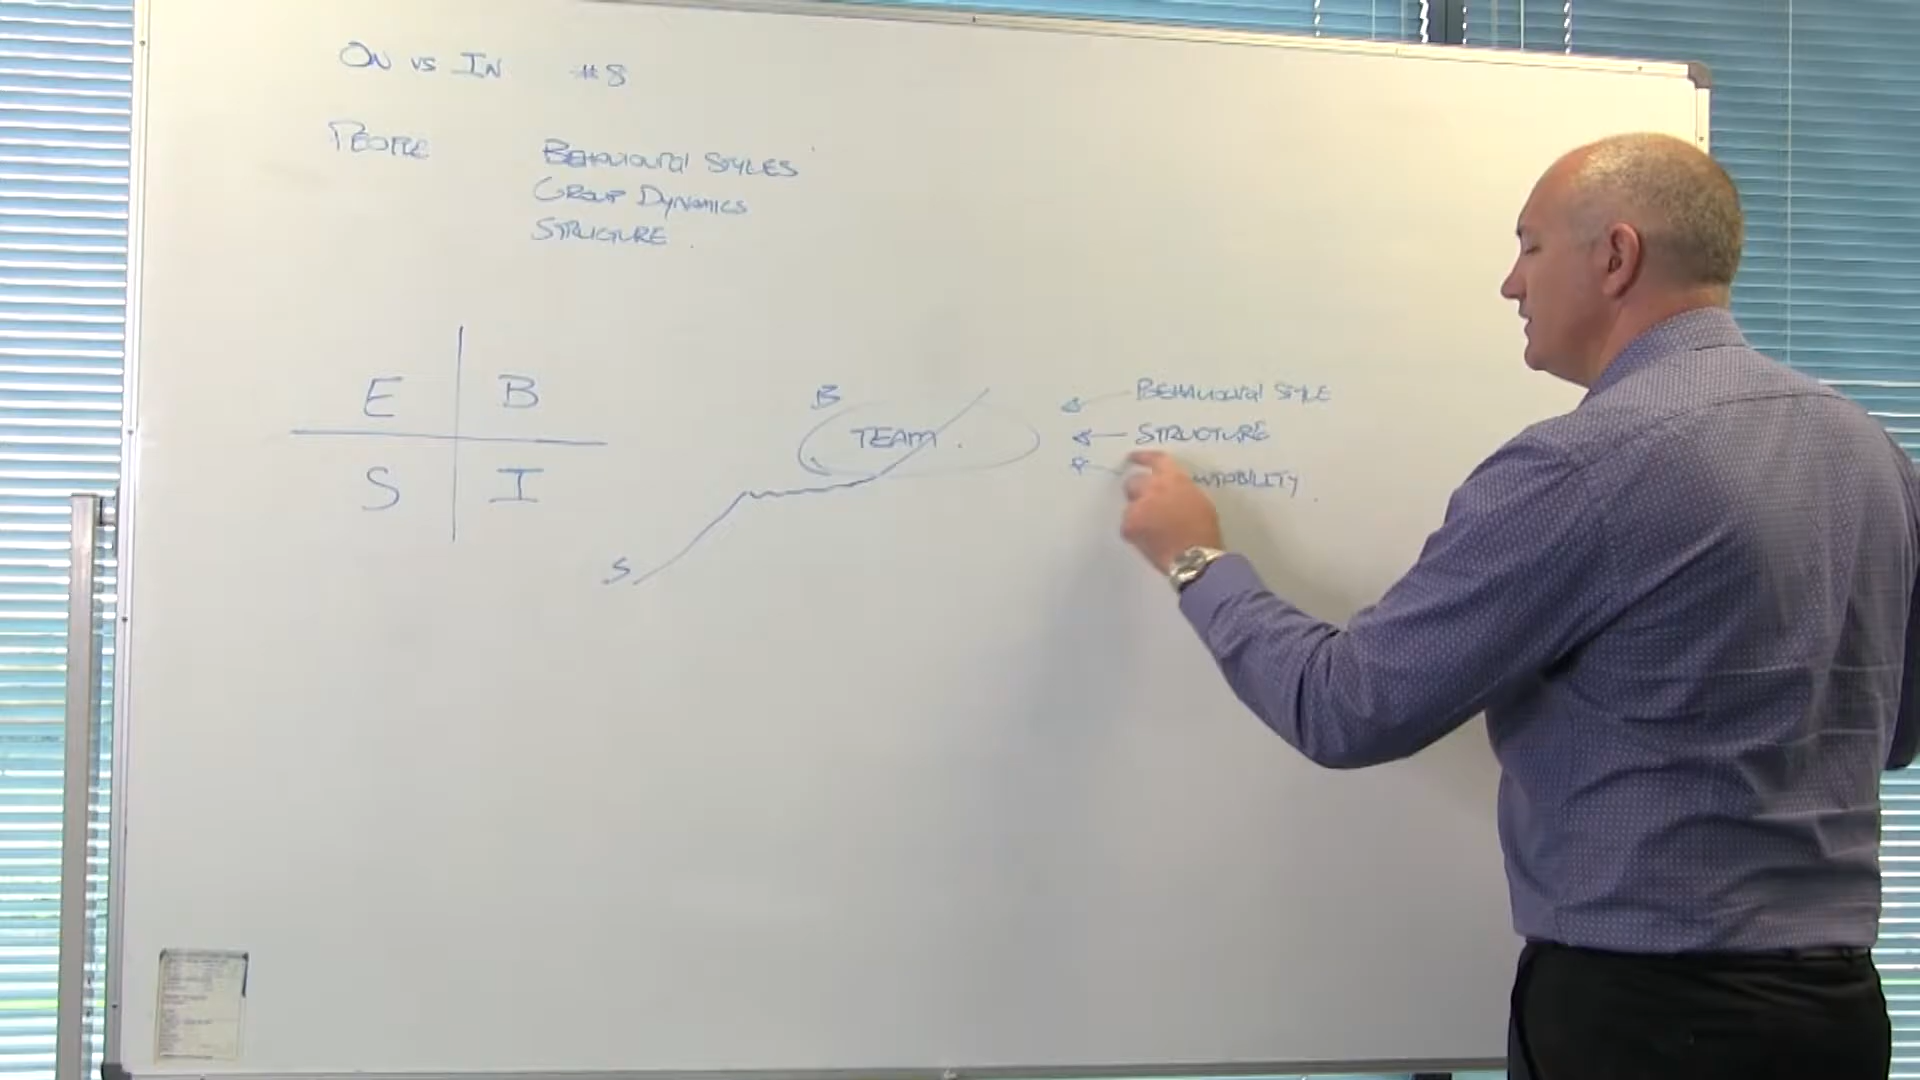 ON VS IN #8
PEOPLE
BEHAVIOURAL STYLES
GROUP DYNAMICS
STRUCTURE.
E B
S I
B
TEAM.
S
BEHAVIOURAL STYLE
STRUCTURE